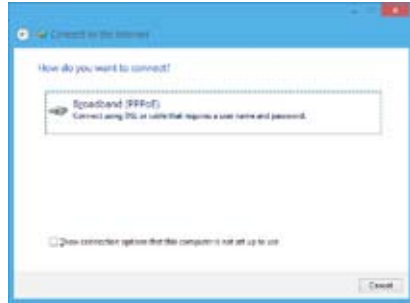 Connect to the Internet
How do you want to connect?
Broadband (PPPoE)
Connect using DSL or cable that requires a user name and password.
Show connection options that this computer is not set up to use
Cancel